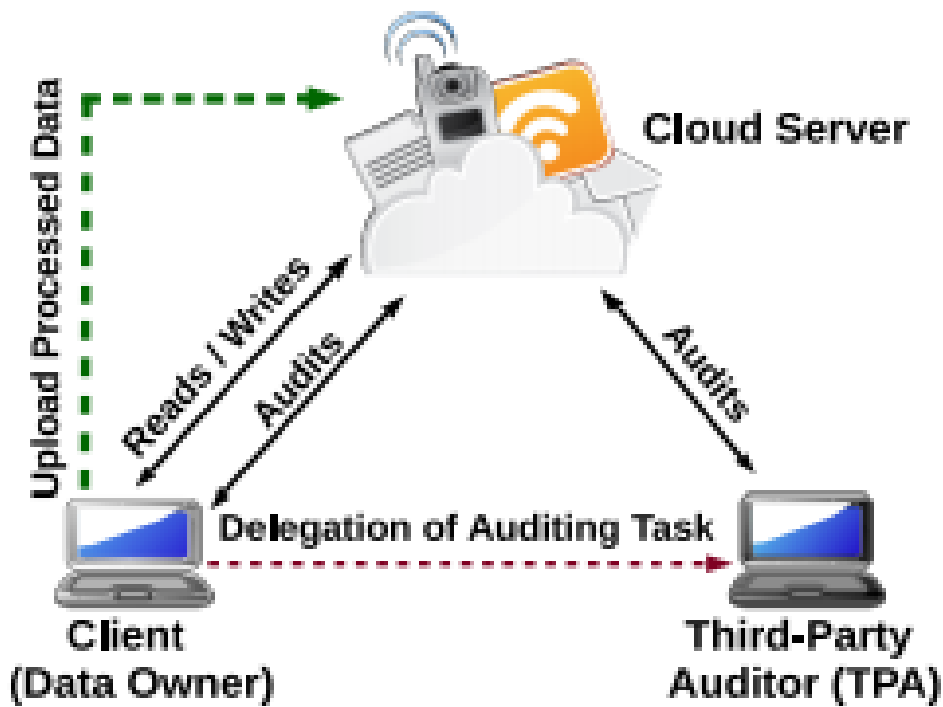 Cloud Server
Upload Processed Data
Reads / Writes
Audits
Audits
Delegation of Auditing Task
Client
(Data Owner)
Third-Party
Auditor (TPA)